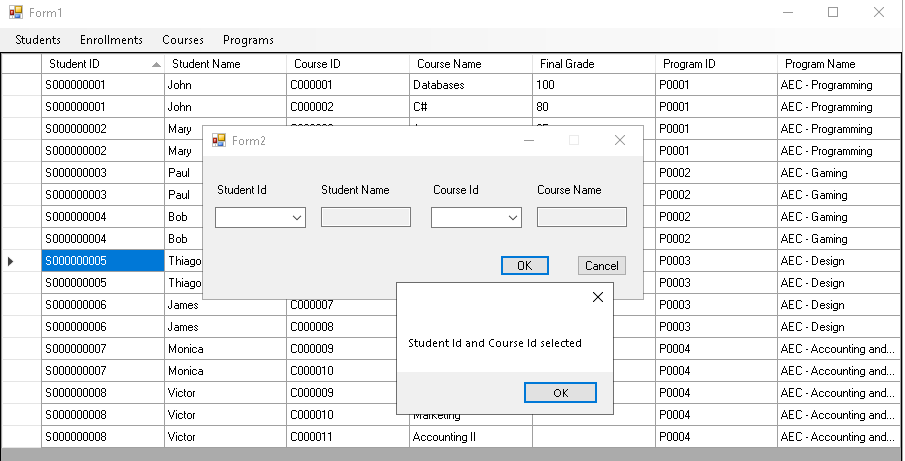 Form1
Students Enrollments Courses Programs
Student ID Student Name Course ID Course Name Final Grade Program ID Program Name
S000000001 John C000001 Databases 100 P0001 AEC - Programming
S000000001 John C000002 C# 80 P0001 AEC - Programming
S000000002 Mary P0001 AEC - Programming
Form2
S000000002 Mary P0001 AEC - Programming
S000000003 Paul P0002 AEC - Gaming
Student Id Student Name Course Id Course Name
S000000003 Paul P0002 AEC - Gaming
S000000004 Bob P0002 AEC - Gaming
S000000004 Bob P0002 AEC - Gaming
S000000005 Thiago P0003 AEC - Design
OK Cancel
S000000005 Thiago P0003 AEC - Design
S000000006 James C000007 P0003 AEC - Design
S000000006 James C000008 P0003 AEC - Design
Student Id and Course Id selected
S000000007 Monica C000009 P0004 AEC - Accounting and...
S000000007 Monica C000010 P0004 AEC - Accounting and...
S000000008 Victor C000009 P0004 AEC - Accounting and...
OK
S000000008 Victor C000010 Marketing P0004 AEC - Accounting and...
S000000008 Victor C000011 Accounting II P0004 AEC - Accounting and...